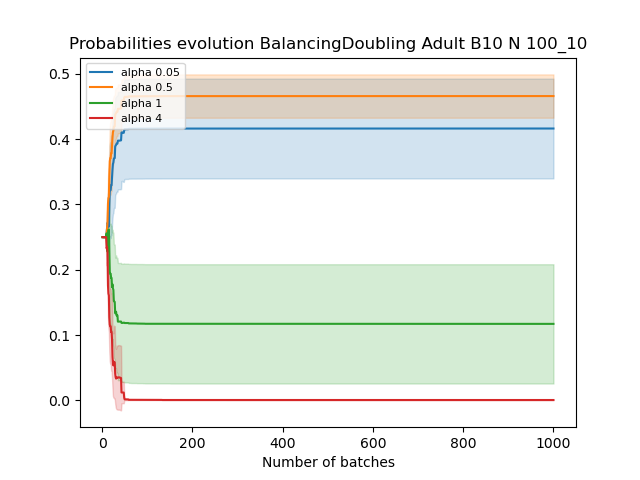 Probabilities evolution BalancingDoubling Adult B10 N 100_10
alpha 0.05
alpha 0.5
alpha 1
alpha 4
0.5
0.4
0.3
0.2
0.1
0.0
0 200 400 600 800 1000
Number of batches